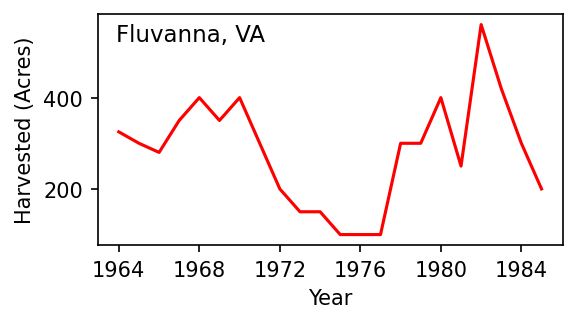 Fluvanna, VA
Harvested (Acres)
400
200
1964 1968 1972 1976 1980 1984
Year